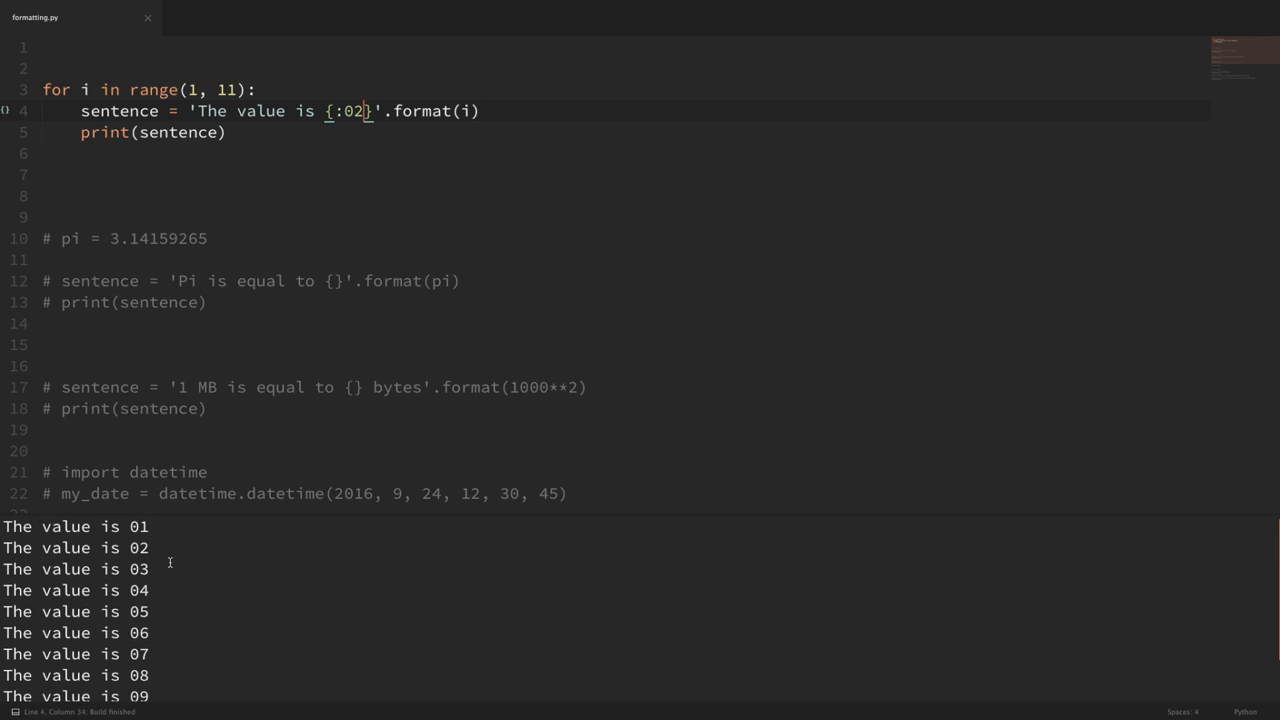 formatting.py
1
2
3 for i in range(1, 11):
{} 4 sentence = 'The value is {:02}'.format(i)
5 print(sentence)
6
7
8
9
10 # pi = 3.14159265
11
12 # sentence = 'Pi is equal to {}'.format(pi)
13 # print(sentence)
14
15
16
17 # sentence = '1 MB is equal to {} bytes'.format(1000**2)
18 # print(sentence)
19
20
21 # import datetime
22 # my_date = datetime.datetime(2016, 9, 24, 12, 30, 45)
The value is 01
The value is 02
The value is 03
The value is 04
The value is 05
The value is 06
The value is 07
The value is 08
The value is 09
Line 4, Column 34; Build finished Spaces: 4 Python